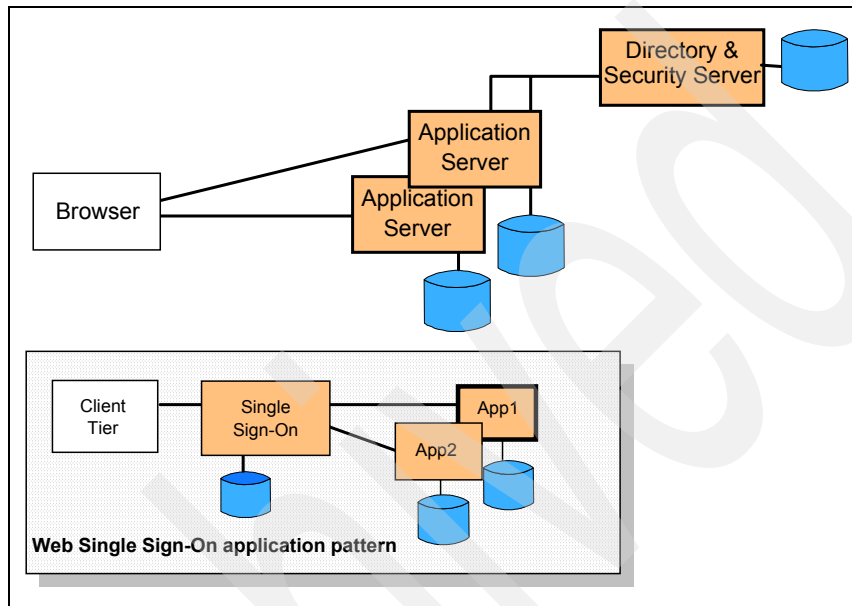 Directory &
Security Server
Application
Server
Application
Server
Browser
Client
Tier
Single
Sign-On
App1
App2
Web Single Sign-On application pattern